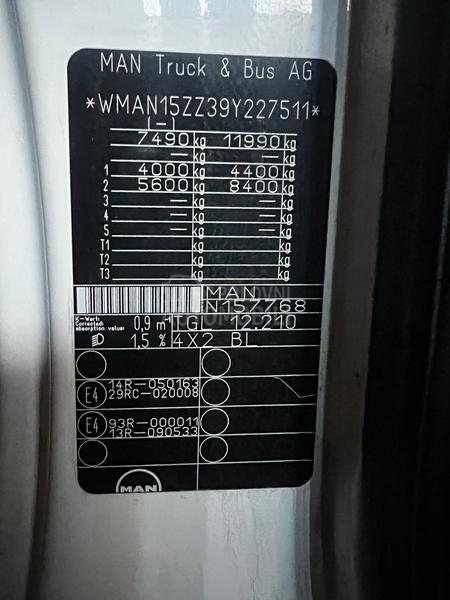 MAN Truck & Bus AG
*WMAN15ZZ39Y227511*
(-)
7490 kg 11990 kg
— kg — kg
1 4000 kg 4400 kg
2 5600 kg 8400 kg
3 — kg — kg
4 — kg — kg
5 — kg — kg
T1 kg kg
T2 kg kg
T3 kg kg
MAN
N15Z768
K-Wert:
Corrected absorption value: 0,9 m-1 TGL 12.210
1,5 % 4X2 BL
E4 14R-050163
29RC-020008
E4 93R-000011
13R-090533
MAN